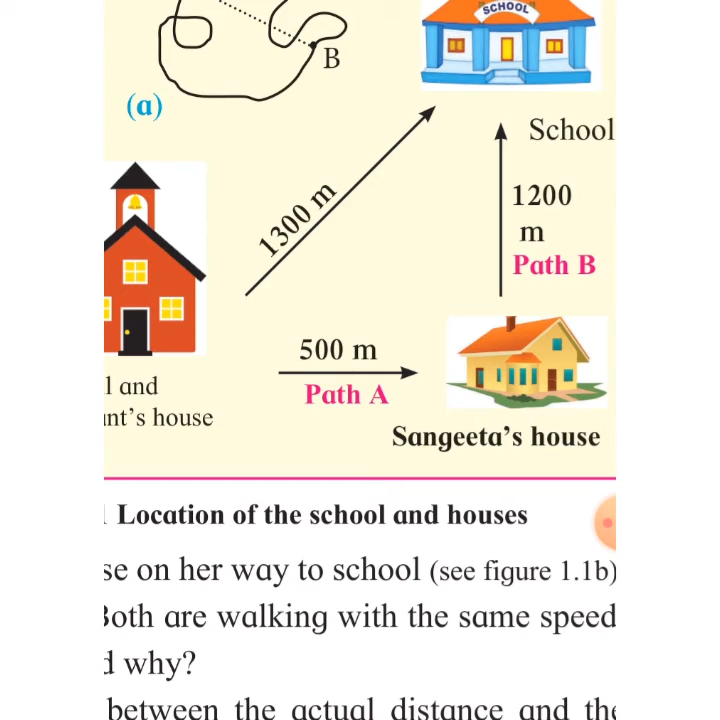 SCHOOL
B
(a)
School
1300 m
1200
m
Path B
500 m
Path A
l and
nt's house
Sangeeta's house
Location of the school and houses
se on her way to school (see figure 1.1b)
Both are walking with the same speed
d why?
between the actual distance and the